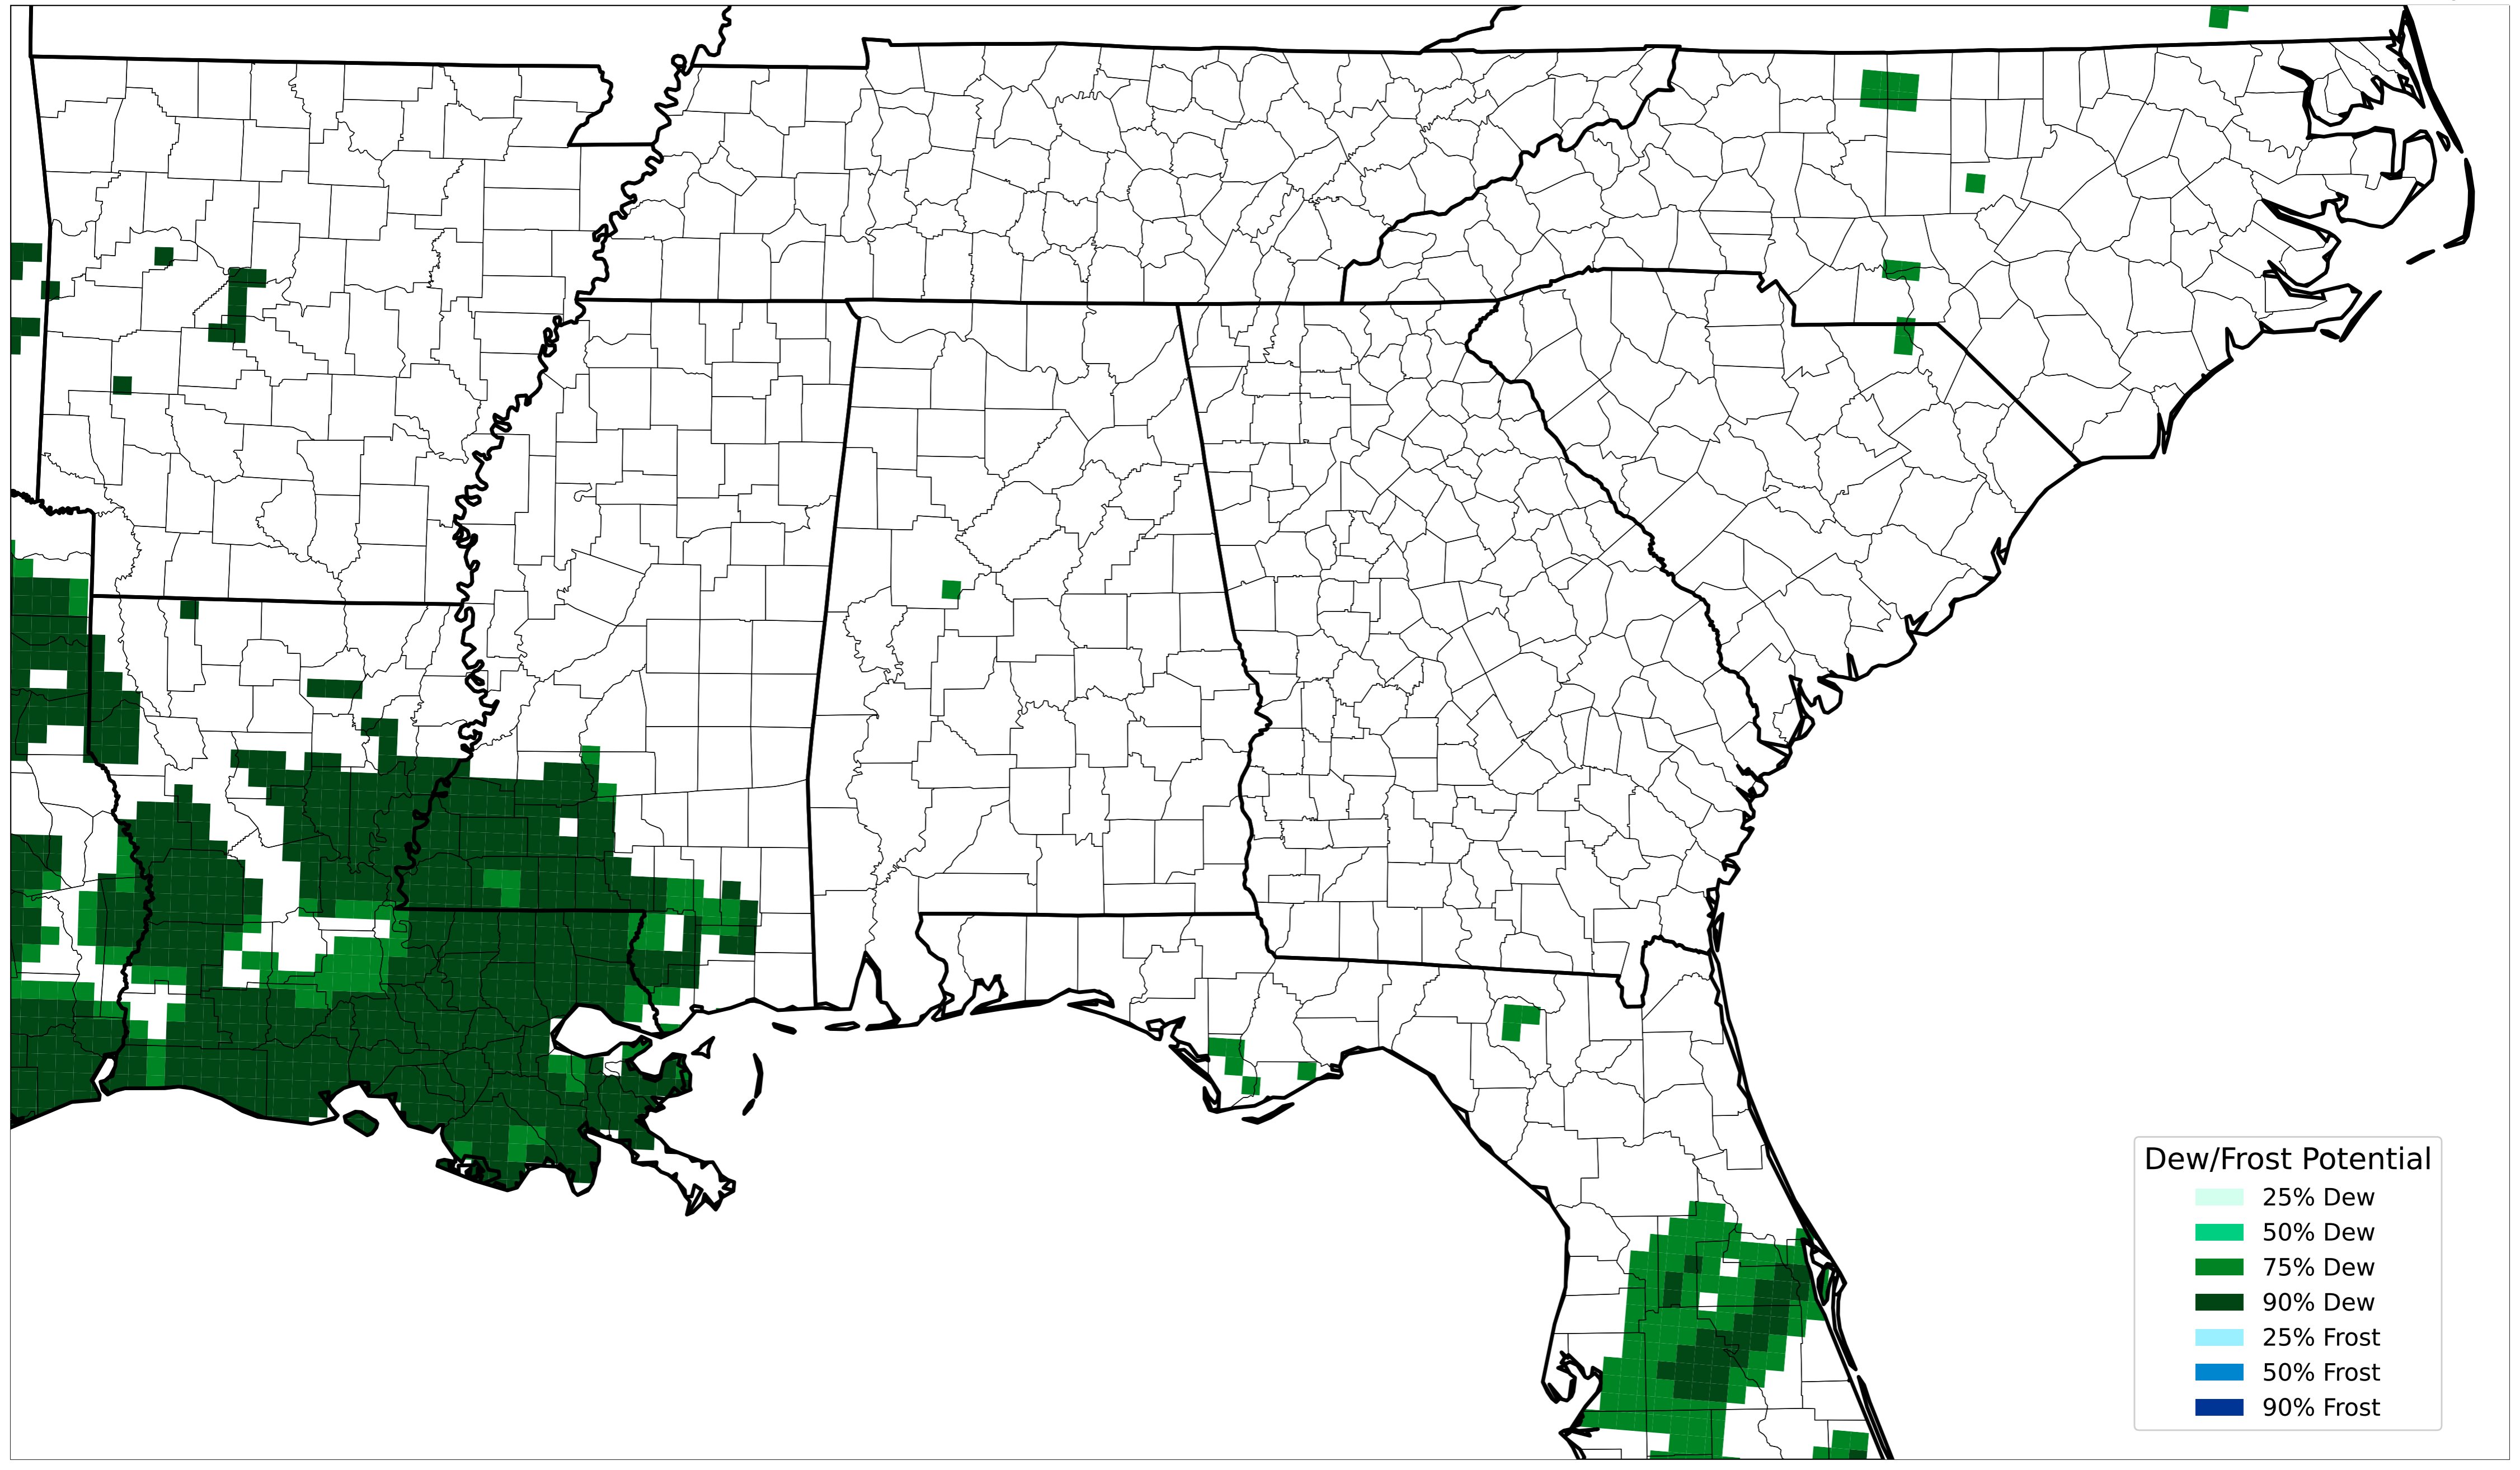 Dew/Frost Potential
25% Dew
50% Dew
75% Dew
90% Dew
25% Frost
50% Frost
90% Frost